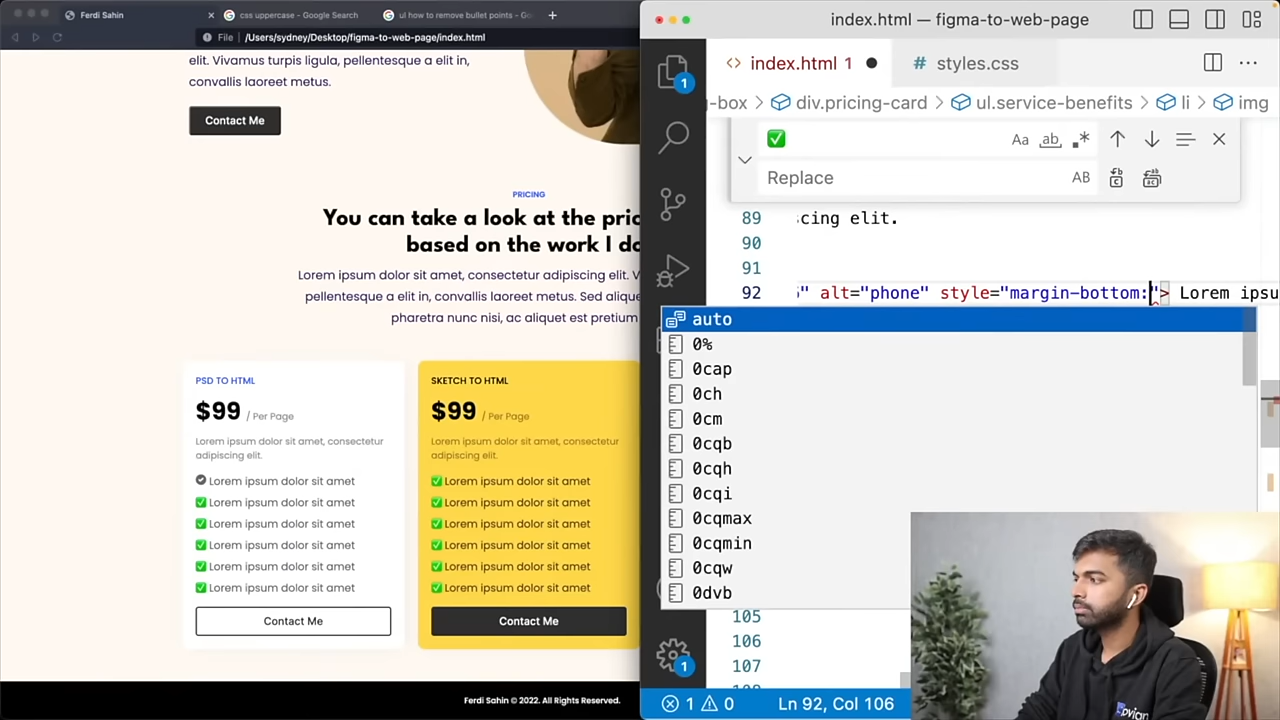 Ferdi Sahin
css uppercase - Google Search
ul how to remove bullet points - Go
File
/Users/sydney/Desktop/figma-to-web-page/index.html
elit. Vivamus turpis ligula, pellentesque a elit in,
convallis laoreet metus.
Contact Me
PRICING
You can take a look at the pric
based on the work I do
Lorem ipsum dolor sit amet, consectetur adipiscing elit. V
pellentesque a elit in, convallis laoreet metus. Sed aliqu
pharetra nunc nisi, ac aliquet est pretium
PSD TO HTML
$99 / Per Page
Lorem ipsum dolor sit amet, consectetur
adipiscing elit.
Lorem ipsum dolor sit amet
✅ Lorem ipsum dolor sit amet
✅ Lorem ipsum dolor sit amet
✅ Lorem ipsum dolor sit amet
✅ Lorem ipsum dolor sit amet
✅ Lorem ipsum dolor sit amet
Contact Me
SKETCH TO HTML
$99 / Per Page
Lorem ipsum dolor sit amet, consectetur
adipiscing elit.
✅ Lorem ipsum dolor sit amet
✅ Lorem ipsum dolor sit amet
✅ Lorem ipsum dolor sit amet
✅ Lorem ipsum dolor sit amet
✅ Lorem ipsum dolor sit amet
✅ Lorem ipsum dolor sit amet
Contact Me
Ferdi Sahin © 2022. All Rights Reserved.
index.html — figma-to-web-page
index.html 1
# styles.css
1
g-box > div.pricing-card > ul.service-benefits > li > img
✅
Aa ab .*
Replace
AB
89 scing elit.
90
91
92 5" alt="phone" style="margin-bottom:"> Lorem ipsu
auto
0%
0cap
0ch
0cm
0cqb
0cqh
0cqi
0cqmax
0cqmin
0cqw
0dvb
105
106
107
1
1 0
Ln 92, Col 106